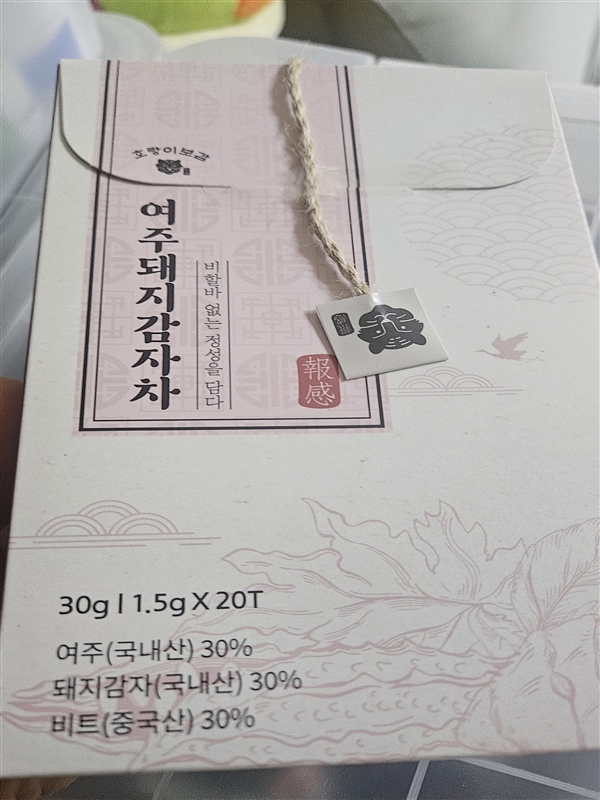 호랑이보감
여주돼지감자차
비할바 없는 정성을 담다
報感
30g | 1.5g X 20T
여주(국내산) 30%
돼지감자(국내산) 30%
비트(중국산) 30%